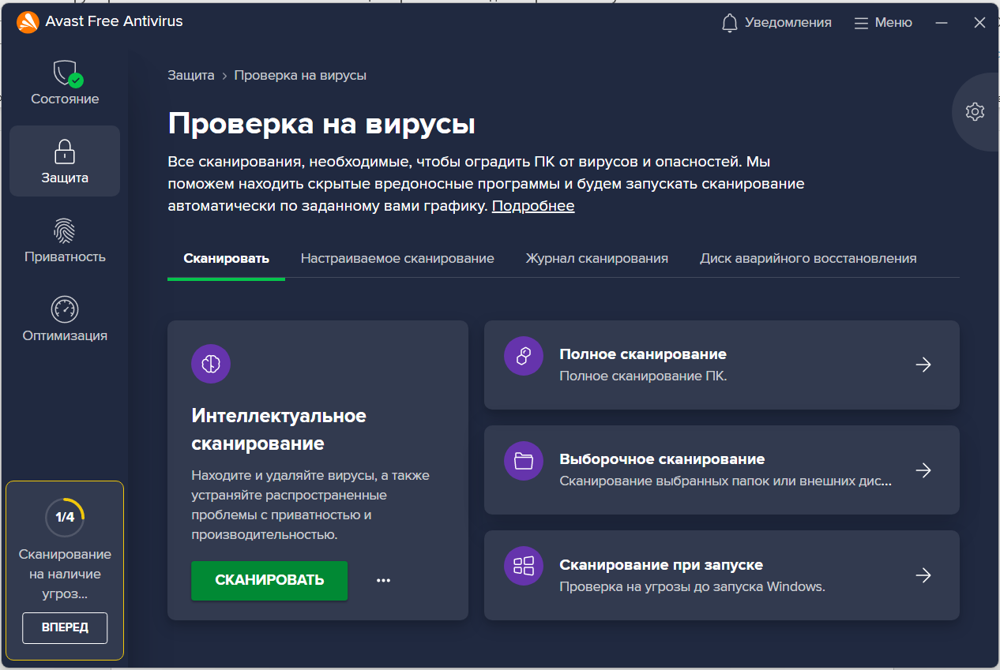 Avast Free Antivirus
Уведомления
Меню
Состояние
Защита
Приватность
Оптимизация
1/4
Сканирование
на наличие
угроз...
ВПЕРЕД
Защита > Проверка на вирусы
Проверка на вирусы
Все сканирования, необходимые, чтобы оградить ПК от вирусов и опасностей. Мы
поможем находить скрытые вредоносные программы и будем запускать сканирование
автоматически по заданному вами графику. Подробнее
Сканировать
Настраиваемое сканирование
Журнал сканирования
Диск аварийного восстановления
Интеллектуальное
сканирование
Находите и удаляйте вирусы, а также
устраняйте распространенные
проблемы с приватностью и
производительностью.
СКАНИРОВАТЬ
Полное сканирование
Полное сканирование ПК.
Выборочное сканирование
Сканирование выбранных папок или внешних дис...
Сканирование при запуске
Проверка на угрозы до запуска Windows.